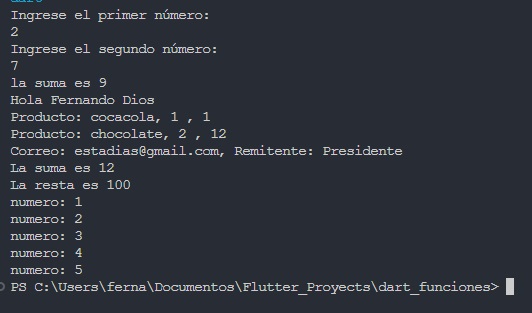 Ingrese el primer número:
2
Ingrese el segundo número:
7
la suma es 9
Hola Fernando Dios
Producto: cocacola, 1 , 1
Producto: chocolate, 2 , 12
Correo: estadias@gmail.com, Remitente: Presidente
La suma es 12
La resta es 100
numero: 1
numero: 2
numero: 3
numero: 4
numero: 5
PS C:\Users\ferna\Documentos\Flutter_Proyects\dart_funciones>